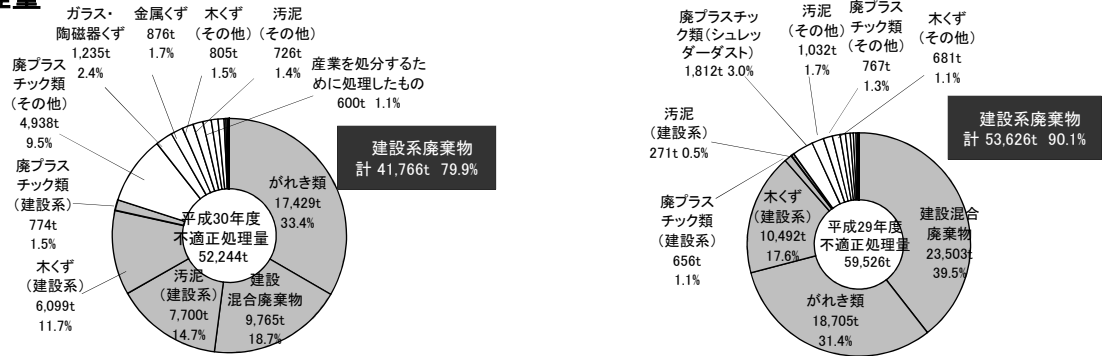 ガラス・
陶磁器くず
1,235t
2.4%
金属くず
876t
1.7%
木くず
(その他)
805t
1.5%
汚泥
(その他)
726t
1.4%
産業を処分するた
めに処理したもの
600t 1.1%
廃プラス
チック類
(その他)
4,938t
9.5%
廃プラス
チック類
(建設系)
774t
1.5%
木くず
(建設系)
6,099t
11.7%
汚泥
(建設系)
7,700t
14.7%
建設
混合廃棄物
9,765t
18.7%
がれき類
17,429t
33.4%
平成30年度
不適正処理量
52,244t
建設系廃棄物
計 41,766t 79.9%
廃プラスチッ
ク類(シュレッ
ダーダスト)
1,812t 3.0%
汚泥
(その他)
1,032t
1.7%
廃プラス
チック類
(その他)
767t
1.3%
木くず
(その他)
681t
1.1%
汚泥
(建設系)
271t 0.5%
廃プラス
チック類
(建設系)
656t
1.1%
木くず
(建設系)
10,492t
17.6%
がれき類
18,705t
31.4%
建設混合
廃棄物
23,503t
39.5%
平成29年度
不適正処理量
59,526t
建設系廃棄物
計 53,626t 90.1%